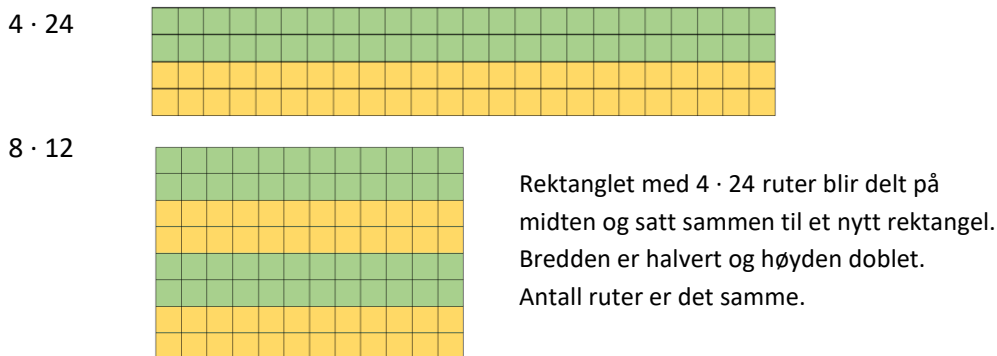 4 · 24
8 · 12
Rektanglet med 4 · 24 ruter blir delt på
midten og satt sammen til et nytt rektangel.
Bredden er halvert og høyden doblet.
Antall ruter er det samme.